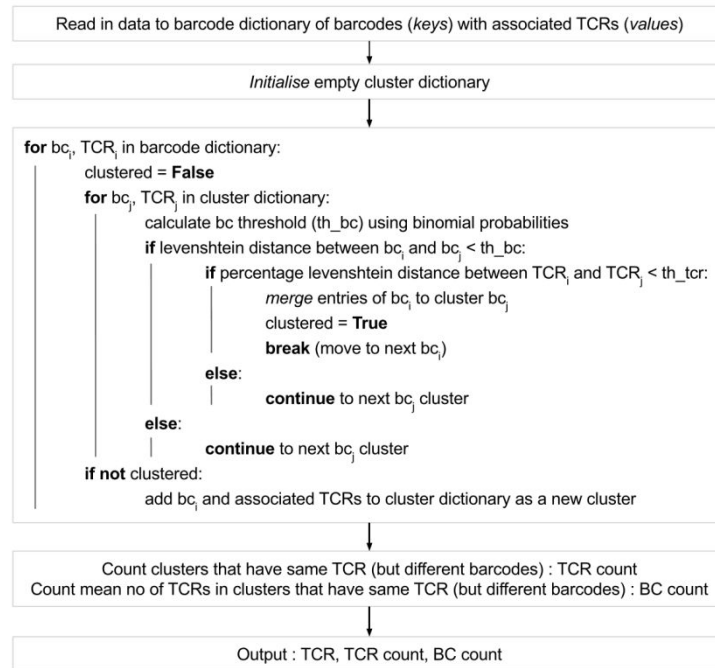 Read in data to barcode dictionary of barcodes (keys) with associated TCRs (values)
Initialise empty cluster dictionary
for bcᵢ, TCRᵢ in barcode dictionary:
clustered = False
for bcⱼ, TCRⱼ in cluster dictionary:
calculate bc threshold (th_bc) using binomial probabilities
if levenshtein distance between bcᵢ and bcⱼ < th_bc:
if percentage levenshtein distance between TCRᵢ and TCRⱼ < th_tcr:
merge entries of bcᵢ to cluster bcⱼ
clustered = True
break (move to next bcᵢ)
else:
continue to next bcⱼ cluster
else:
continue to next bcⱼ cluster
if not clustered:
add bcᵢ and associated TCRs to cluster dictionary as a new cluster
Count clusters that have same TCR (but different barcodes) : TCR count
Count mean no of TCRs in clusters that have same TCR (but different barcodes) : BC count
Output : TCR, TCR count, BC count